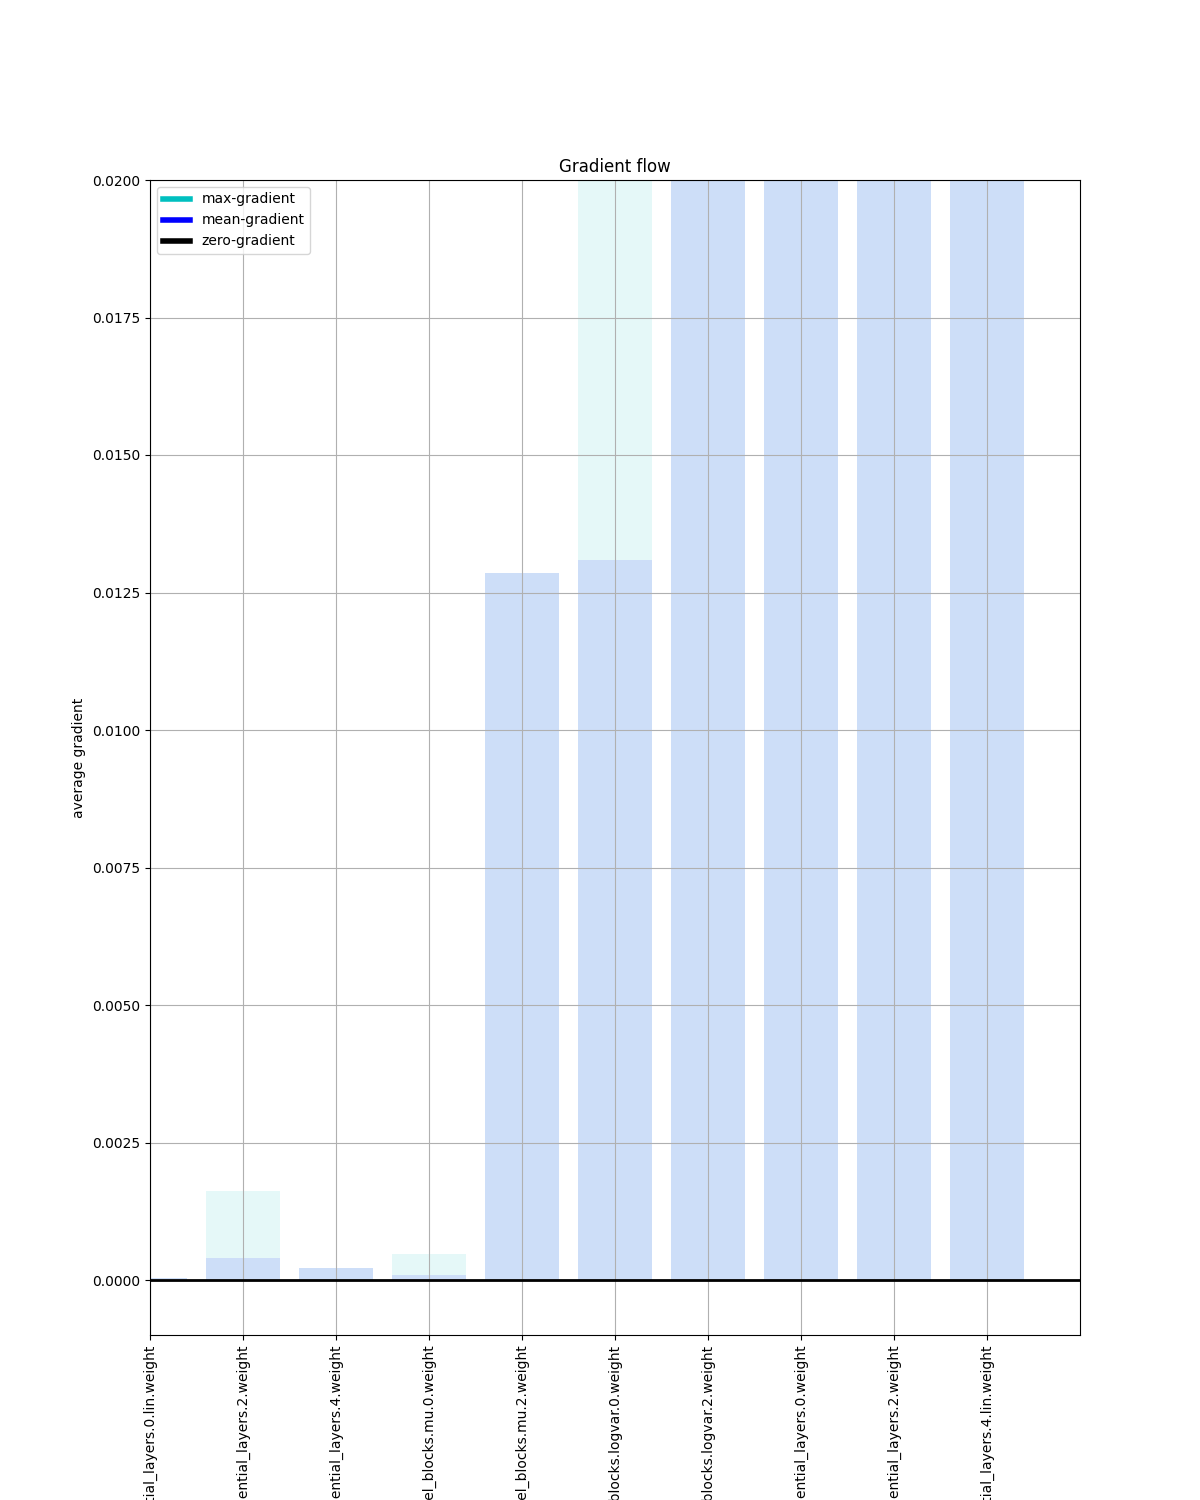 Gradient flow
max-gradient
mean-gradient
zero-gradient
0.0200
0.0175
0.0150
0.0125
0.0100
0.0075
0.0050
0.0025
0.0000
average gradient
tial_layers.0.lin.weight
ential_layers.2.weight
ential_layers.4.weight
el_blocks.mu.0.weight
el_blocks.mu.2.weight
blocks.logvar.0.weight
blocks.logvar.2.weight
ential_layers.0.weight
ential_layers.2.weight
tial_layers.4.lin.weight